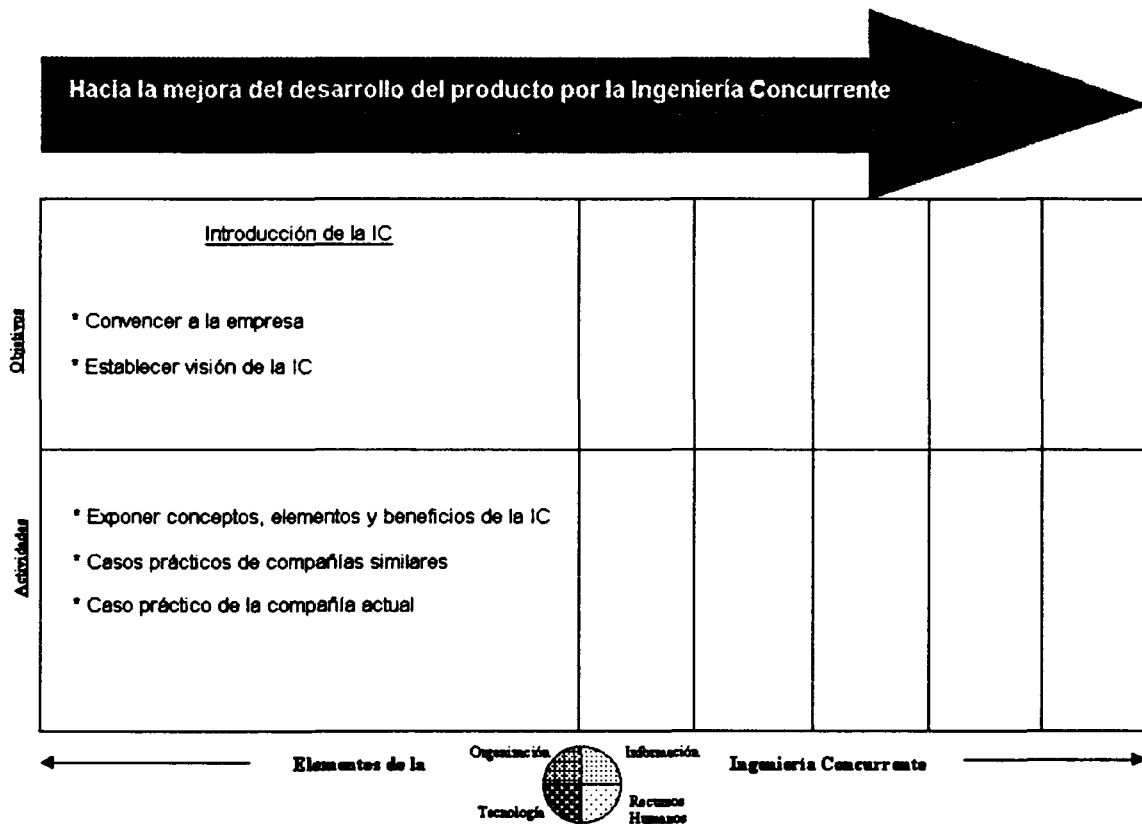 Hacia la mejora del desarrollo del producto por la Ingeniería Concurrente
Introducción de la IC
Objetivos
* Convencer a la empresa
* Establecer visión de la IC
Actividades
* Exponer conceptos, elementos y beneficios de la IC
* Casos prácticos de compañías similares
* Caso práctico de la compañía actual
Elementos de la
Organización
Información
Ingeniería Concurrente
Tecnología
Recursos
Humanos